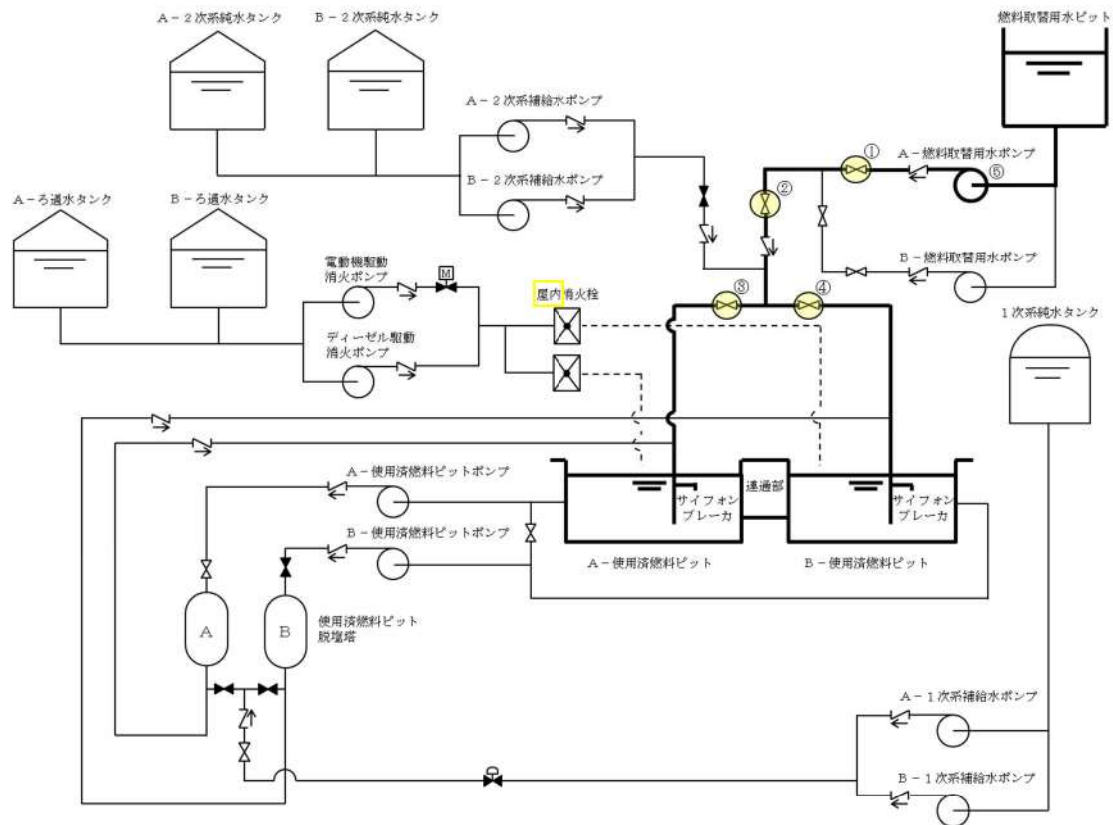 A-2次系純水タンク
B-2次系純水タンク
燃料取替用水ピット
A-2次系補給水ポンプ
①
A-燃料取替用水ポンプ
⑤
②
B-2次系補給水ポンプ
A-ろ過水タンク
B-ろ過水タンク
電動機駆動
消火ポンプ
M
B-燃料取替用水ポンプ
屋内消火栓
③
④
1次系純水タンク
ディーゼル駆動
消火ポンプ
A-使用済燃料ピットポンプ
連通部
サイフォン
ブレーカ
サイフォン
ブレーカ
B-使用済燃料ピットポンプ
A-使用済燃料ピット
B-使用済燃料ピット
A
B
使用済燃料ピット
脱塩塔
A-1次系補給水ポンプ
B-1次系補給水ポンプ